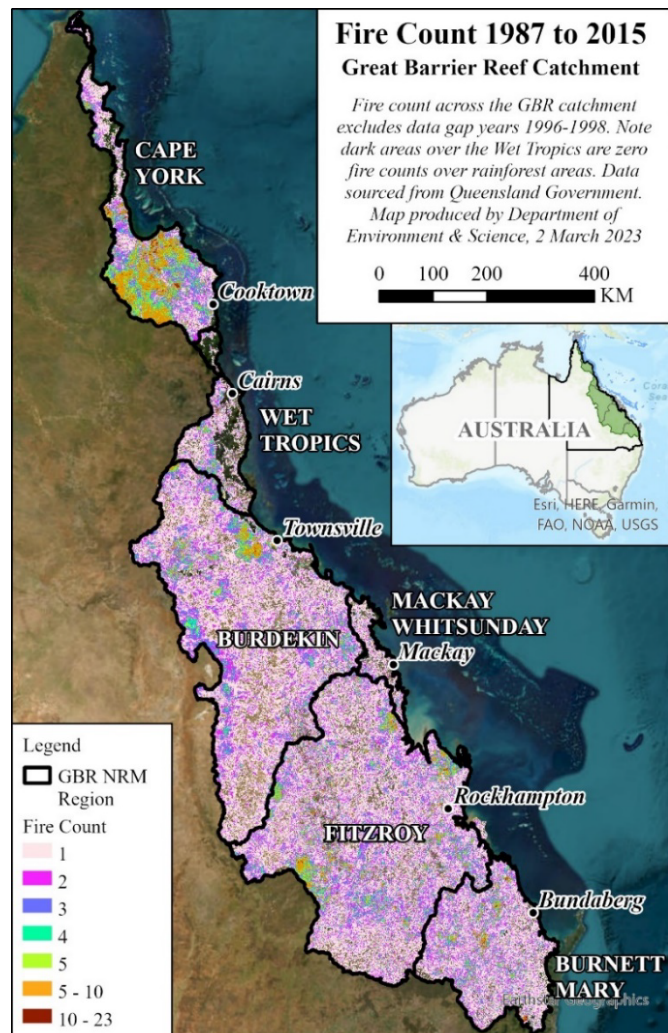 Fire Count 1987 to 2015
Great Barrier Reef Catchment
Fire count across the GBR catchment
excludes data gap years 1996-1998. Note
dark areas over the Wet Tropics are zero
fire counts over rainforest areas. Data
sourced from Queensland Government.
Map produced by Department of
Environment & Science, 2 March 2023
0 100 200 400
KM
CAPE
YORK
Cooktown
Cairns
WET
TROPICS
Townsville
MACKAY
WHITSUNDAY
Mackay
BURDEKIN
Rockhampton
FITZROY
Bundaberg
BURNETT
MARY
Earthstar Geographics
Coral
Sea
AUSTRALIA
Esri, HERE, Garmin,
FAO, NOAA, USGS
Legend
GBR NRM
Region
Fire Count
1
2
3
4
5
5 - 10
10 - 23